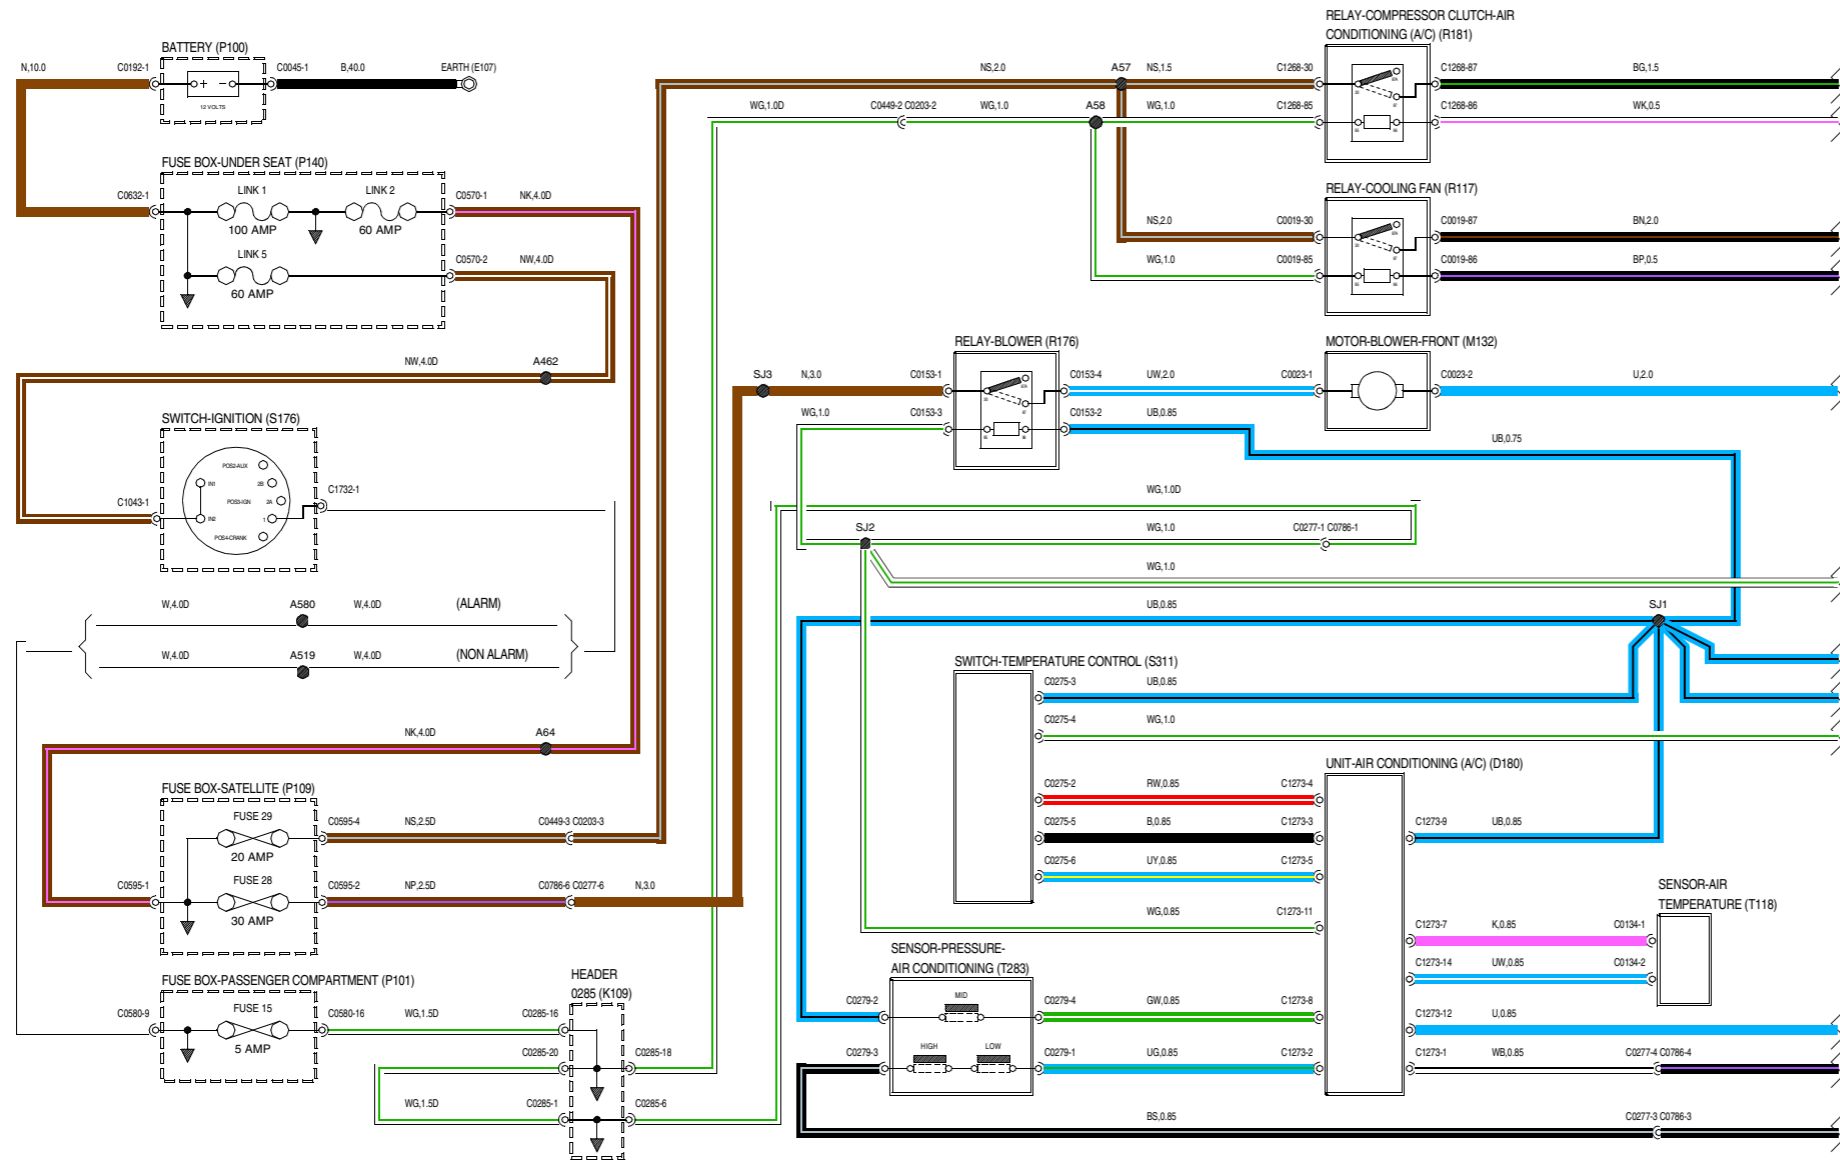 RELAY-COMPRESSOR CLUTCH-AIR
CONDITIONING (A/C) (R181)
BATTERY (P100)
N,10.0 C0192-1 C0045-1 B,40.0 EARTH (E107)
+ −
12 VOLTS
NS,2.0 A57 NS,1.5 C1268-30 C1268-87 BG,1.5
WG,1.0D C0449-2 C0203-2 WG,1.0 A58 WG,1.0 C1268-85 C1268-86 WK,0.5
FUSE BOX-UNDER SEAT (P140)
LINK 1 LINK 2
C0632-1 C0570-1 NK,4.0D
100 AMP 60 AMP
LINK 5
C0570-2 NW,4.0D
60 AMP
RELAY-COOLING FAN (R117)
NS,2.0 C0019-30 C0019-87 BN,2.0
WG,1.0 C0019-85 C0019-86 BP,0.5
RELAY-BLOWER (R176) MOTOR-BLOWER-FRONT (M132)
NW,4.0D A462
SJ3 N,3.0 C0153-1 C0153-4 UW,2.0 C0023-1 C0023-2 U,2.0
WG,1.0 C0153-3 C0153-2 UB,0.85
UB,0.75
SWITCH-IGNITION (S176)
POS2-AUX
IN1 2B
C1043-1 POS3-IGN 2A C1732-1
IN2 1
POS4-CRANK
WG,1.0D
SJ2 WG,1.0 C0277-1 C0786-1
WG,1.0
W,4.0D A580 W,4.0D (ALARM)
UB,0.85 SJ1
W,4.0D A519 W,4.0D (NON ALARM)
SWITCH-TEMPERATURE CONTROL (S311)
C0275-3 UB,0.85
C0275-4 WG,1.0
NK,4.0D A64
UNIT-AIR CONDITIONING (A/C) (D180)
C0275-2 RW,0.85 C1273-4
FUSE BOX-SATELLITE (P109)
FUSE 29
C0595-4 NS,2.5D C0449-3 C0203-3
20 AMP
C0275-5 B,0.85 C1273-3 C1273-9 UB,0.85
C0275-6 UY,0.85 C1273-5
FUSE 28
C0595-1 C0595-2 NP,2.5D C0786-6 C0277-6 N,3.0
30 AMP
SENSOR-AIR
TEMPERATURE (T118)
WG,0.85 C1273-11
C1273-7 K,0.85 C0134-1
C1273-14 UW,0.85 C0134-2
SENSOR-PRESSURE-
AIR CONDITIONING (T283)
FUSE BOX-PASSENGER COMPARTMENT (P101)
HEADER
0285 (K109)
FUSE 15
C0580-9 C0580-16 WG,1.5D C0285-16
5 AMP
MID
C0279-2 C0279-4 GW,0.85 C1273-8 C1273-12 U,0.85
C0285-20 C0285-18
HIGH LOW
C0279-3 C0279-1 UG,0.85 C1273-2 C1273-1 WB,0.85 C0277-4 C0786-4
WG,1.5D C0285-1 C0285-6
BS,0.85 C0277-3 C0786-3